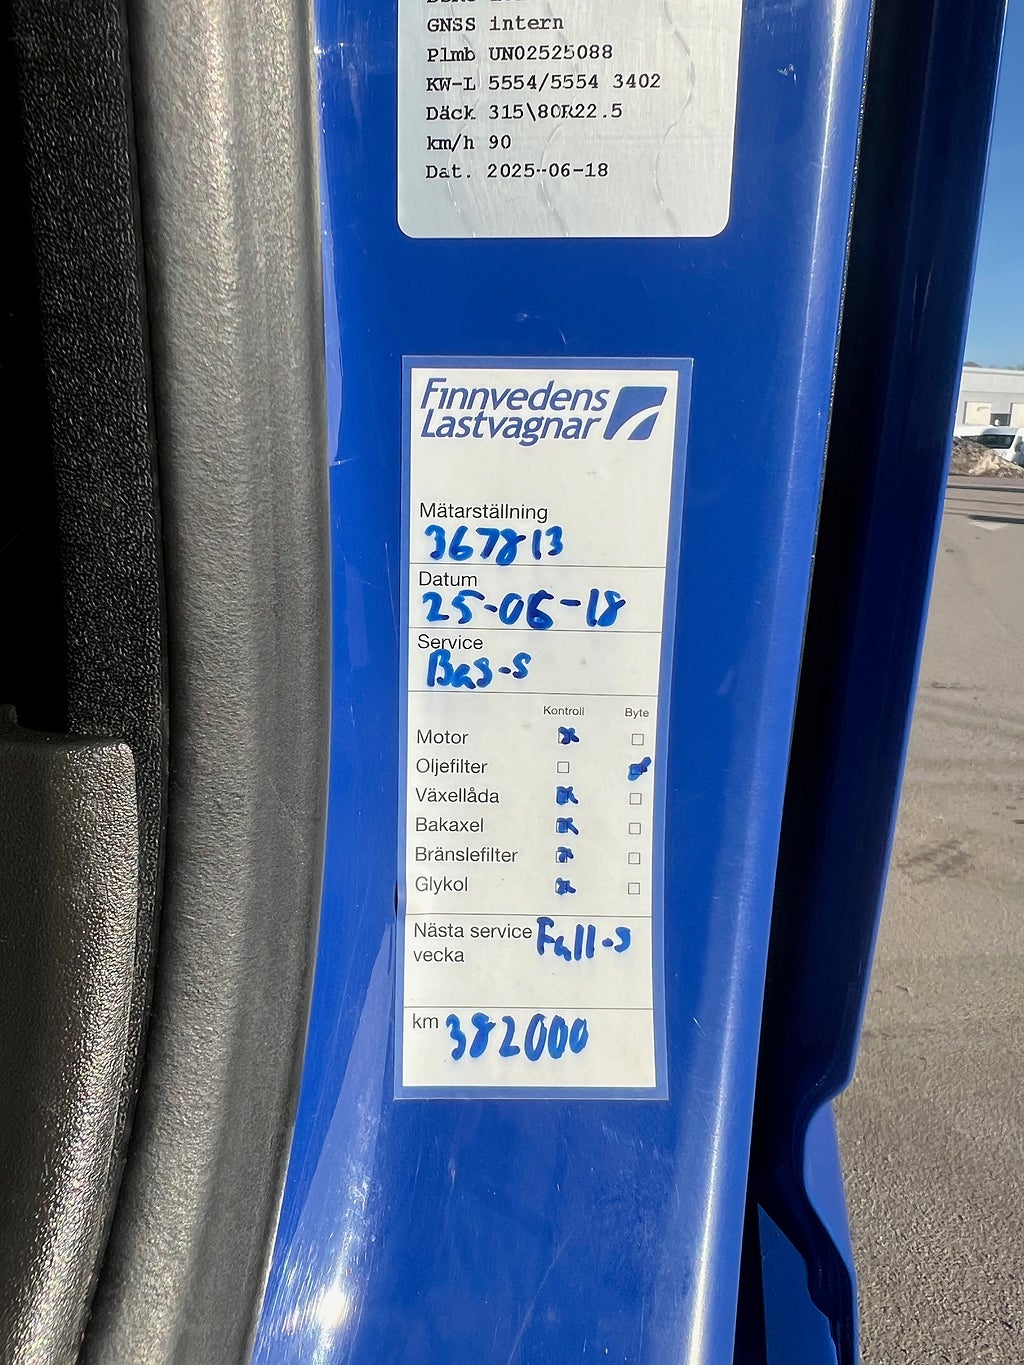 GNSS intern
Plmb UN02525088
KW-L 5554/5554 3402
Däck 315\80R22.5
km/h 90
Dat. 2025-06-18
Finnvedens
Lastvagnar
Mätarställning
367813
Datum
25-06-18
Service
Bas-s
Kontroll Byte
Motor
Oljefilter
Växellåda
Bakaxel
Bränslefilter
Glykol
Nästa service Full-s
vecka
km 382000